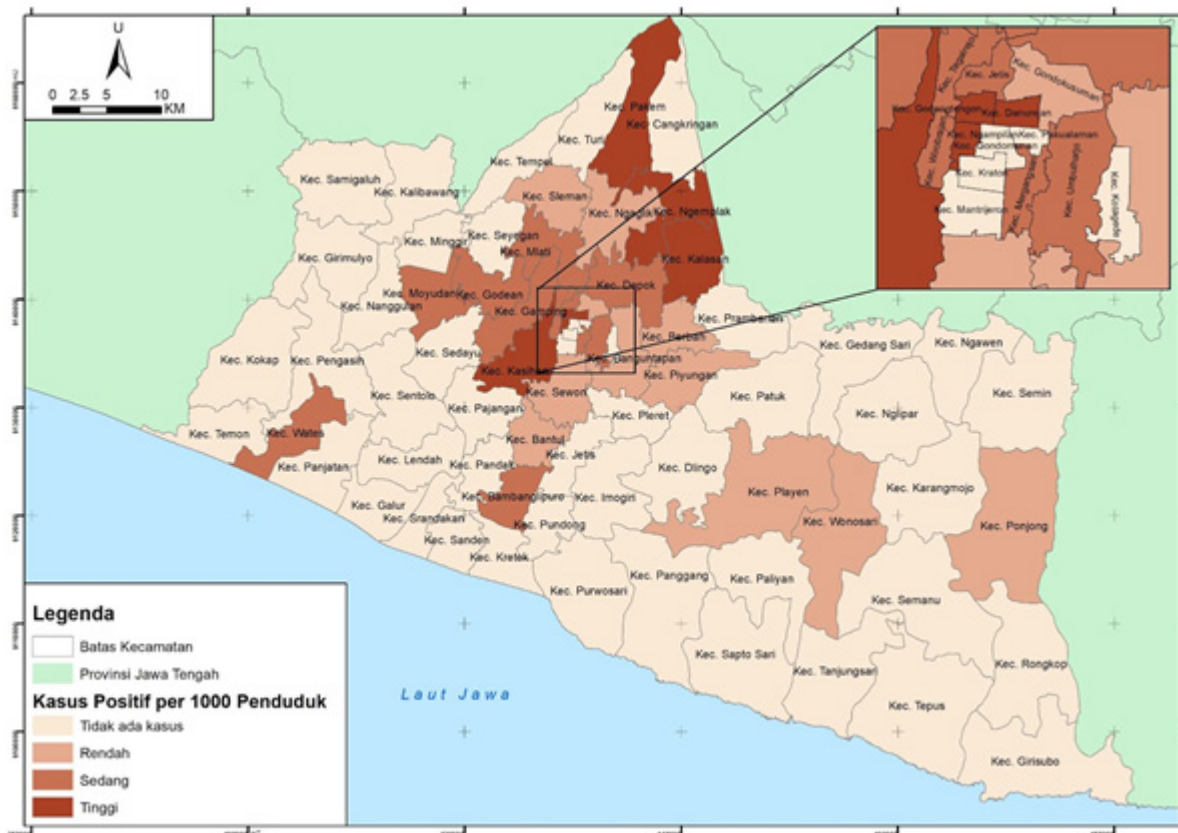 U
0 2.5 5 10
KM
Kec. Tegalrejo
Kec. Jetis
Kec. Gondokusuman
Kec. Gedongtengen
Kec. Danurejan
Kec. Ngampilan
Kec. Pakualaman
Kec. Gondomanan
Kec. Wirobrajan
Kec. Kraton
Kec. Mergangsan
Kec. Umbulharjo
Kec. Mantrijeron
Kec. Kotagede
Kec. Pakem
Kec. Turi
Kec. Cangkringan
Kec. Tempel
Kec. Samigaluh
Kec. Kalibawang
Kec. Sleman
Kec. Ngaglik
Kec. Ngemplak
Kec. Seyegan
Kec. Minggir
Kec. Mlati
Kec. Girimulyo
Kec. Kalasan
Kec. Depok
Kec. Moyudan
Kec. Godean
Kec. Nanggulan
Kec. Gamping
Kec. Prambanan
Kec. Berbah
Kec. Gedang Sari
Kec. Ngawen
Kec. Kokap
Kec. Pengasih
Kec. Sedayu
Kec. Banguntapan
Kec. Kasihan
Kec. Piyungan
Kec. Sewon
Kec. Sentolo
Kec. Pajangan
Kec. Patuk
Kec. Semin
Kec. Nglipar
Kec. Pleret
Kec. Temon
Kec. Wates
Kec. Bantul
Kec. Jetis
Kec. Panjatan
Kec. Lendah
Kec. Pandak
Kec. Dlingo
Kec. Karangmojo
Kec. Playen
Kec. Bambanglipuro
Kec. Imogiri
Kec. Galur
Kec. Srandakan
Kec. Pundong
Kec. Wonosari
Kec. Ponjong
Kec. Sanden
Kec. Kretek
Kec. Purwosari
Kec. Panggang
Kec. Paliyan
Kec. Semanu
Kec. Sapto Sari
Kec. Tanjungsari
Kec. Rongkop
Kec. Tepus
Kec. Girisubo
Laut Jawa
Legenda
Batas Kecamatan
Provinsi Jawa Tengah
Kasus Positif per 1000 Penduduk
Tidak ada kasus
Rendah
Sedang
Tinggi